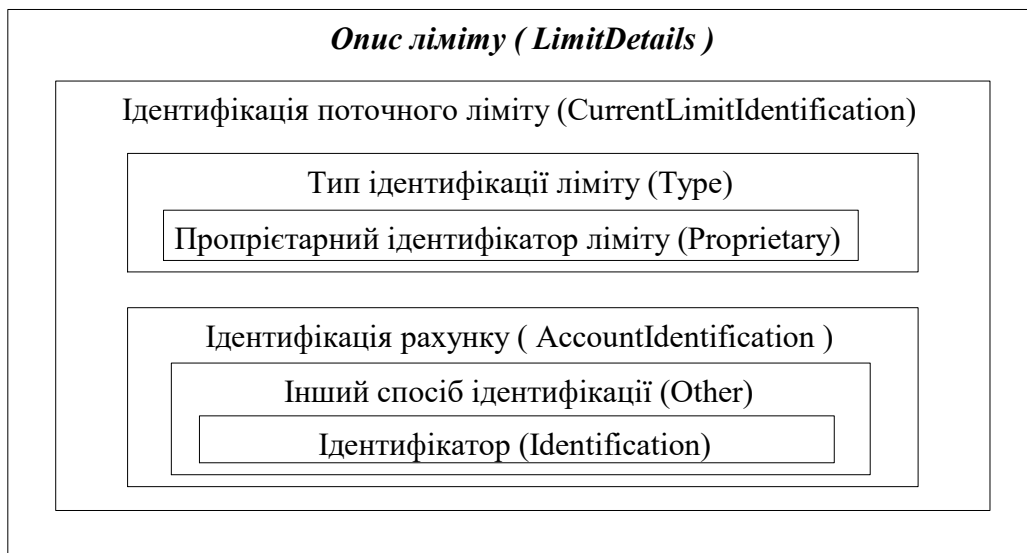 Опис ліміту ( LimitDetails )
Ідентифікація поточного ліміту (CurrentLimitIdentification)
Тип ідентифікації ліміту (Type)
Пропрієтарний ідентифікатор ліміту (Proprietary)
Ідентифікація рахунку ( AccountIdentification )
Інший спосіб ідентифікації (Other)
Ідентифікатор (Identification)